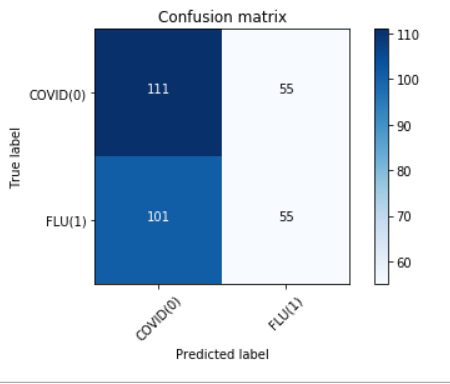 Confusion matrix
COVID(0)
111
55
FLU(1)
101
55
True label
COVID(0)
FLU(1)
Predicted label
110
100
90
80
70
60